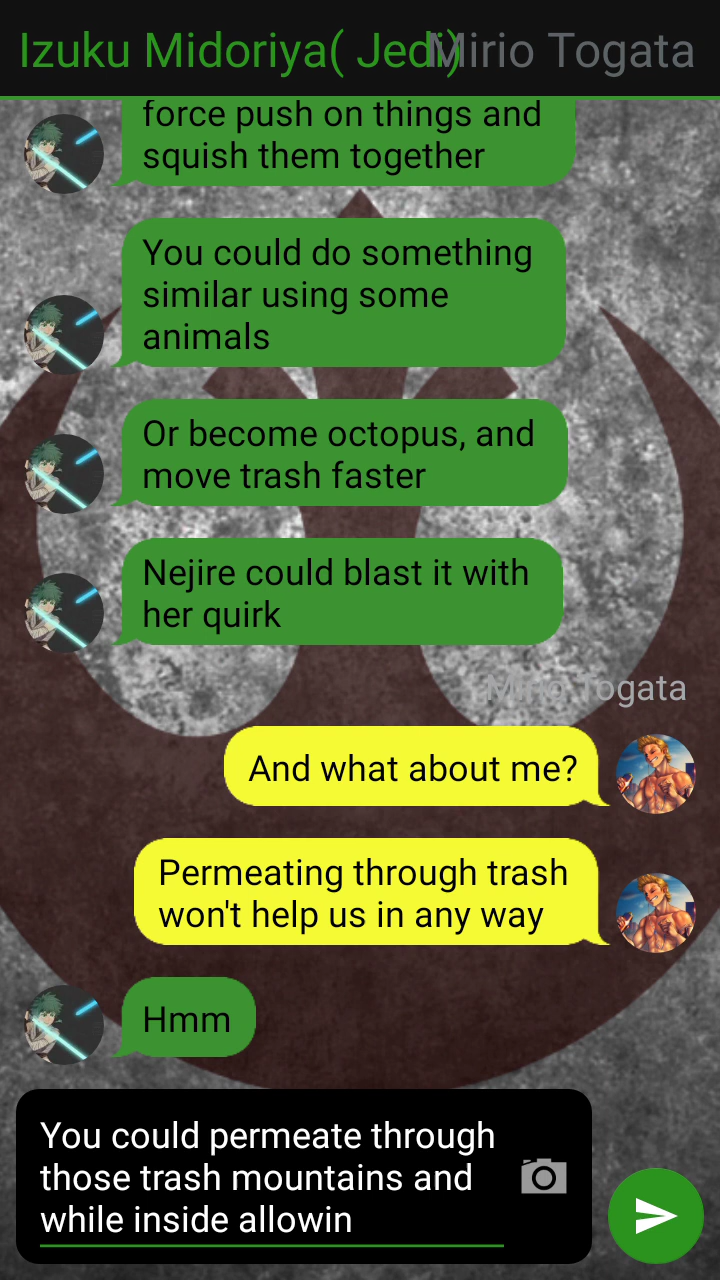 Izuku Midoriya( Jedi) Mirio Togata
force push on things and
squish them together
You could do something
similar using some
animals
Or become octopus, and
move trash faster
Nejire could blast it with
her quirk
Mirio Togata
And what about me?
Permeating through trash
won't help us in any way
Hmm
You could permeate through
those trash mountains and
while inside allowin